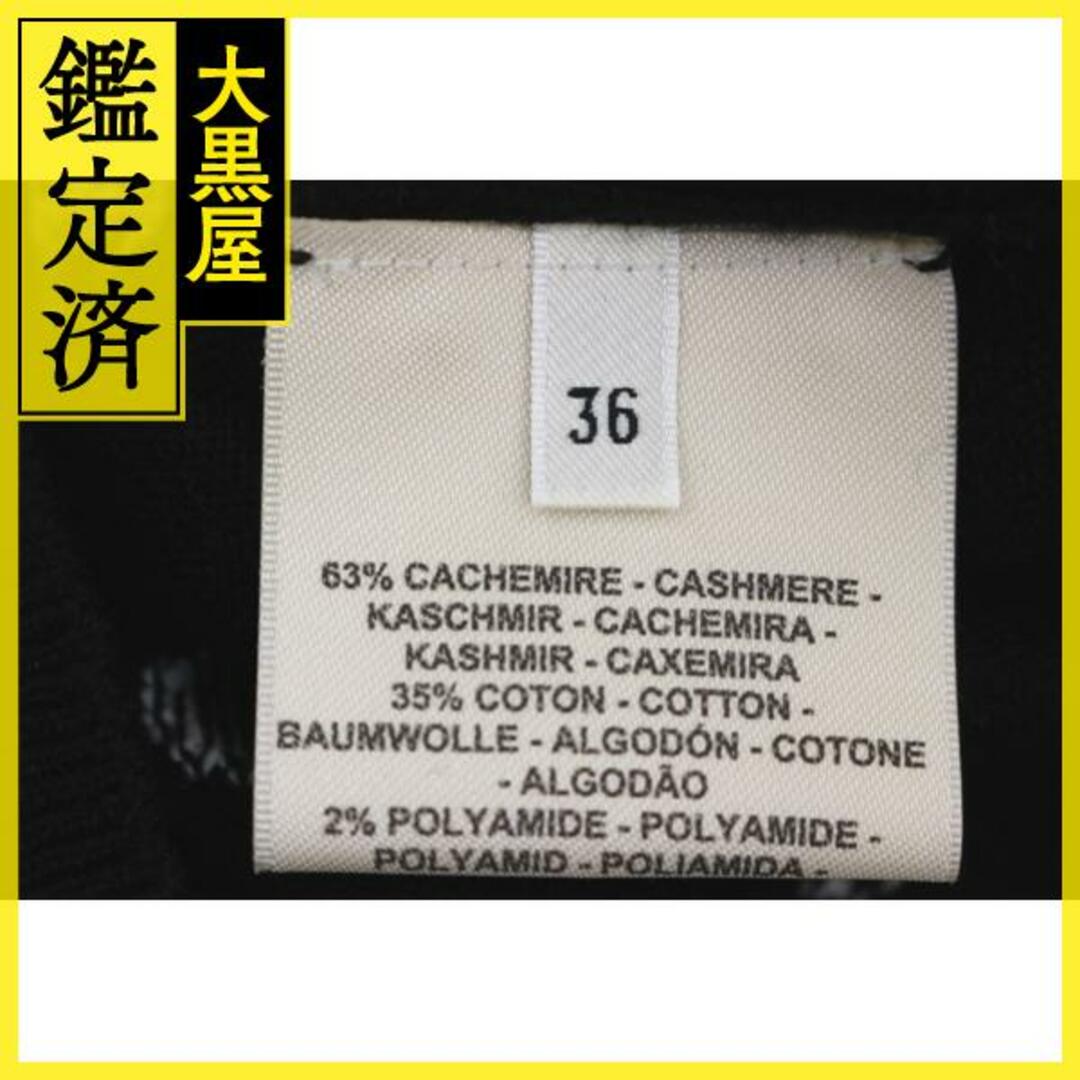 鑑定済
大黒屋
36
63% CACHEMIRE - CASHMERE -
KASCHMIR - CACHEMIRA -
KASHMIR - CAXEMIRA
35% COTON - COTTON -
BAUMWOLLE - ALGODÓN - COTONE
- ALGODÃO
2% POLYAMIDE - POLYAMIDE -
POLYAMID - POLIAMIDA -